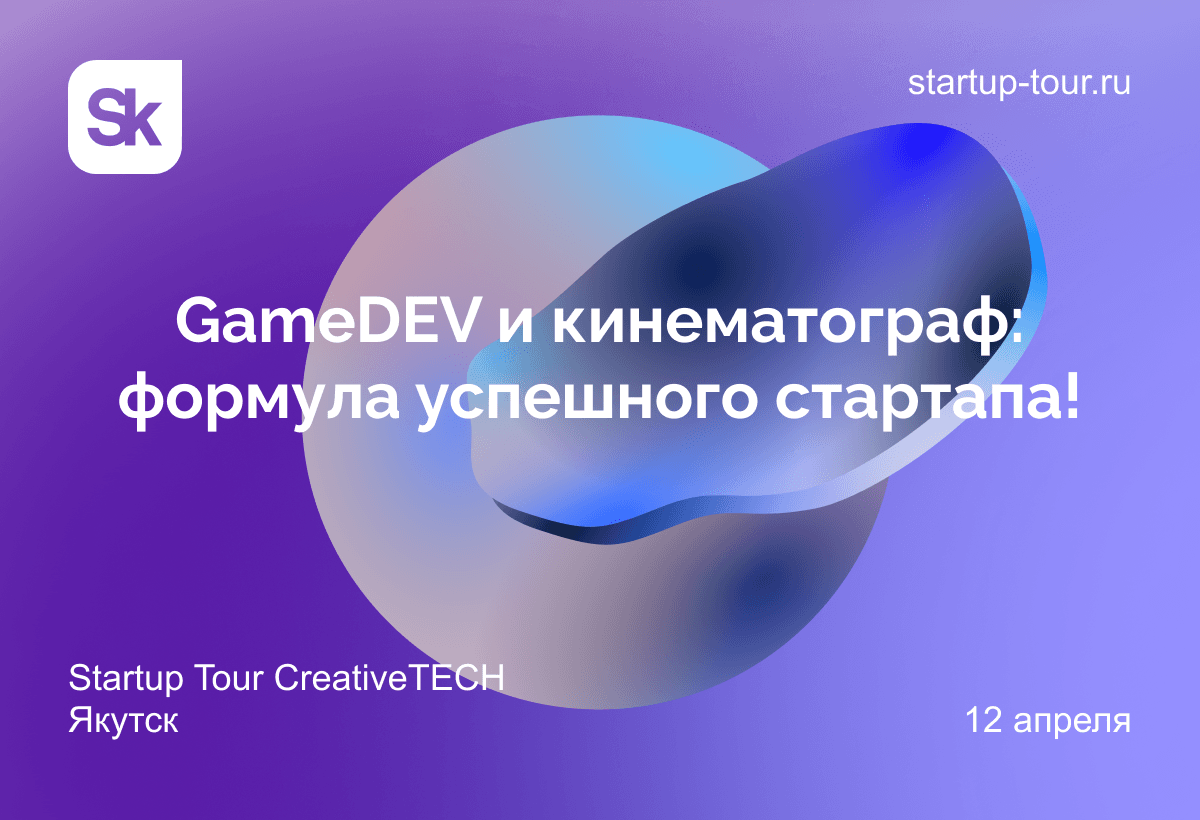 Sk
startup-tour.ru
GameDEV и кинематограф:
формула успешного стартапа!
Startup Tour CreativeTECH
Якутск
12 апреля